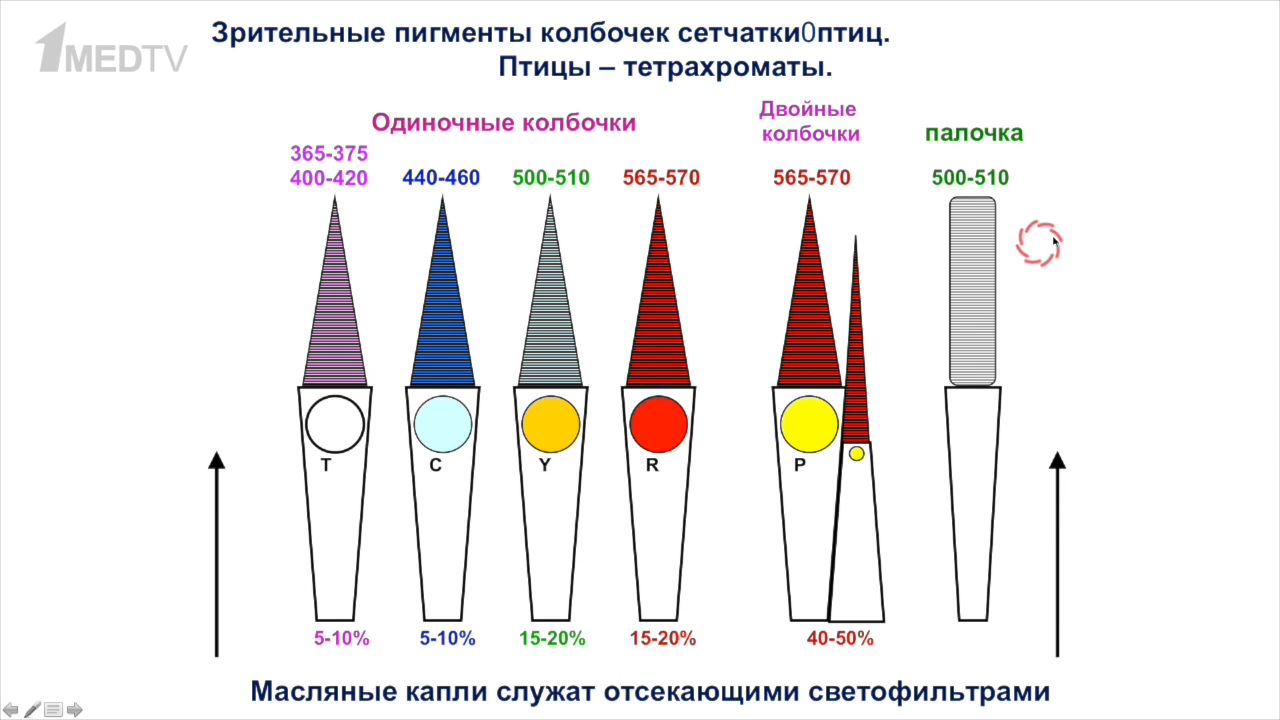 1MEDTV
Зрительные пигменты колбочек сетчатки0птиц.
Птицы – тетрахроматы.
Одиночные колбочки
Двойные
колбочки
палочка
365-375
400-420 440-460 500-510 565-570 565-570 500-510
T C Y R P
5-10% 5-10% 15-20% 15-20% 40-50%
Масляные капли служат отсекающими светофильтрами